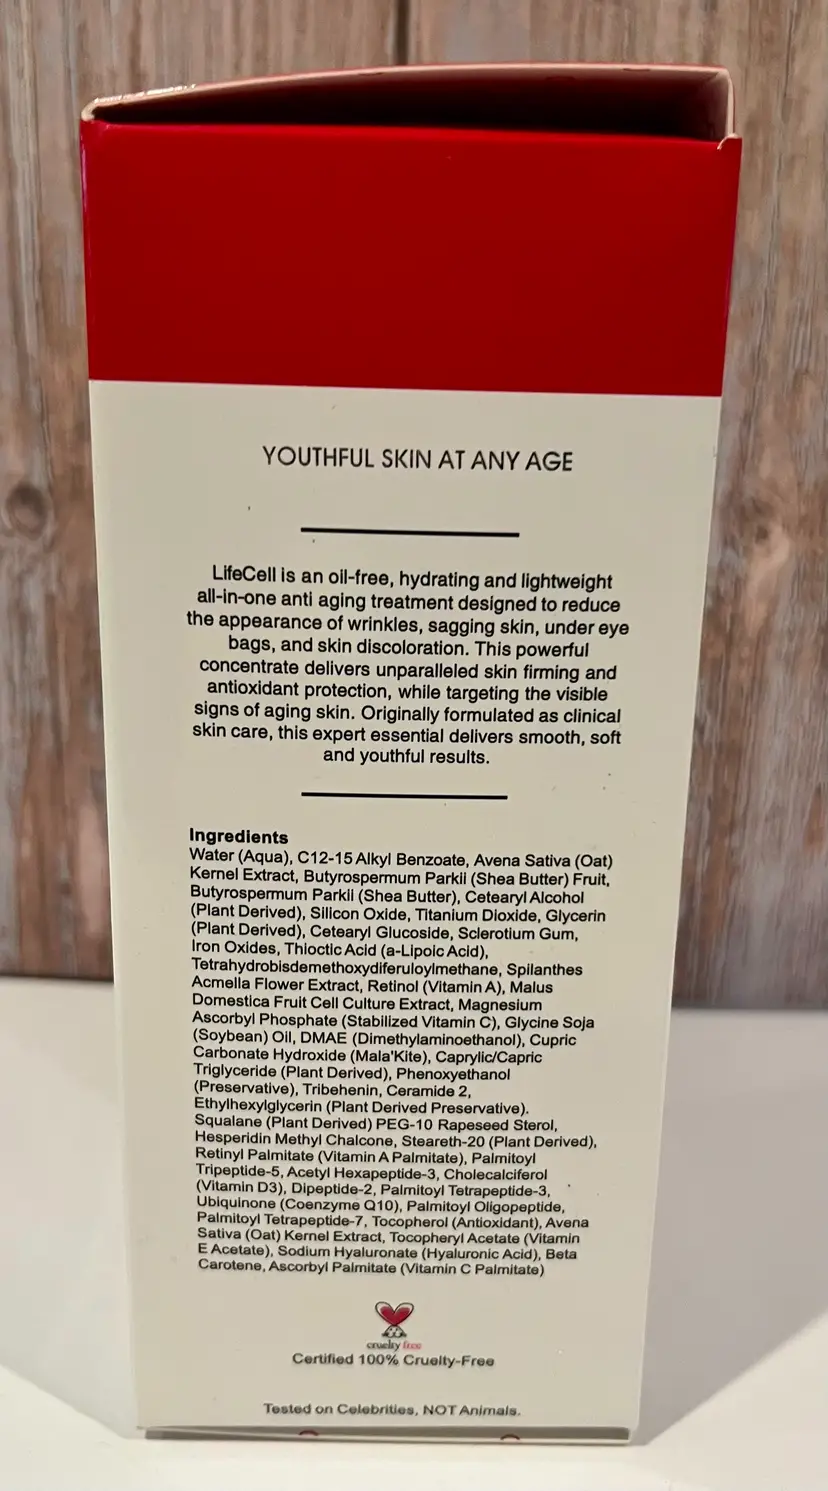 YOUTHFUL SKIN AT ANY AGE
LifeCell is an oil-free, hydrating and lightweight
all-in-one anti aging treatment designed to reduce
the appearance of wrinkles, sagging skin, under eye
bags, and skin discoloration. This powerful
concentrate delivers unparalleled skin firming and
antioxidant protection, while targeting the visible
signs of aging skin. Originally formulated as clinical
skin care, this expert essential delivers smooth, soft
and youthful results.
Ingredients
Water (Aqua), C12-15 Alkyl Benzoate, Avena Sativa (Oat)
Kernel Extract, Butyrospermum Parkii (Shea Butter) Fruit,
Butyrospermum Parkii (Shea Butter), Cetearyl Alcohol
(Plant Derived), Silicon Oxide, Titanium Dioxide, Glycerin
(Plant Derived), Cetearyl Glucoside, Sclerotium Gum,
Iron Oxides, Thioctic Acid (a-Lipoic Acid),
Tetrahydrobisdemethoxydiferuloylmethane, Spilanthes
Acmella Flower Extract, Retinol (Vitamin A), Malus
Domestica Fruit Cell Culture Extract, Magnesium
Ascorbyl Phosphate (Stabilized Vitamin C), Glycine Soja
(Soybean) Oil, DMAE (Dimethylaminoethanol), Cupric
Carbonate Hydroxide (Mala'Kite), Caprylic/Capric
Triglyceride (Plant Derived), Phenoxyethanol
(Preservative), Tribehenin, Ceramide 2,
Ethylhexylglycerin (Plant Derived Preservative).
Squalane (Plant Derived) PEG-10 Rapeseed Sterol,
Hesperidin Methyl Chalcone, Steareth-20 (Plant Derived),
Retinyl Palmitate (Vitamin A Palmitate), Palmitoyl
Tripeptide-5, Acetyl Hexapeptide-3, Cholecalciferol
(Vitamin D3), Dipeptide-2, Palmitoyl Tetrapeptide-3,
Ubiquinone (Coenzyme Q10), Palmitoyl Oligopeptide,
Palmitoyl Tetrapeptide-7, Tocopherol (Antioxidant), Avena
Sativa (Oat) Kernel Extract, Tocopheryl Acetate (Vitamin
E Acetate), Sodium Hyaluronate (Hyaluronic Acid), Beta
Carotene, Ascorbyl Palmitate (Vitamin C Palmitate)
cruelty free
Certified 100% Cruelty-Free
Tested on Celebrities, NOT Animals.